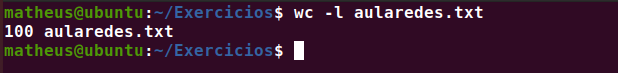 matheus@ubuntu:~/Exercicios$ wc -l aularedes.txt
100 aularedes.txt
matheus@ubuntu:~/Exercicios$